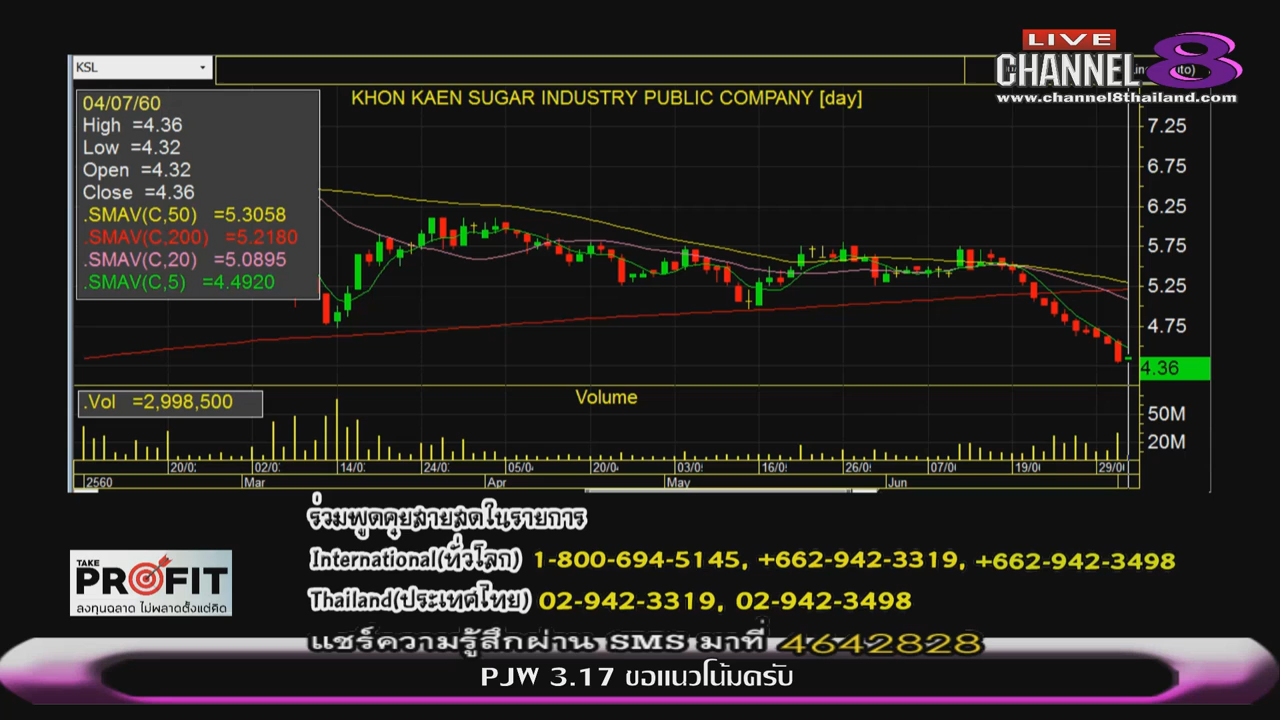 LIVE
CHANNEL 8
www.channel8thailand.com
KSL
KHON KAEN SUGAR INDUSTRY PUBLIC COMPANY [day]
04/07/60
High =4.36
Low =4.32
Open =4.32
Close =4.36
.SMAV(C,50) =5.3058
.SMAV(C,200) =5.2180
.SMAV(C,20) =5.0895
.SMAV(C,5) =4.4920
7.25
6.75
6.25
5.75
5.25
4.75
4.36
.Vol =2,998,500
Volume
50M
20M
20/0 02/0 14/0 24/0 05/0 20/0 03/0 16/0 26/0 07/0 19/0 29/0
2560 Mar Apr May Jun
ร่วมพูดคุยสายสดในรายการ
International(ทั่วโลก) 1-800-694-5145, +662-942-3319, +662-942-3498
Thailand(ประเทศไทย) 02-942-3319, 02-942-3498
แชร์ความรู้สึกผ่าน SMS มาที่ 4642828
TAKE
PROFIT
ลงทุนฉลาด ไม่พลาดตั้งแต่คิด
PJW 3.17 ขอแนวโน้มครับ